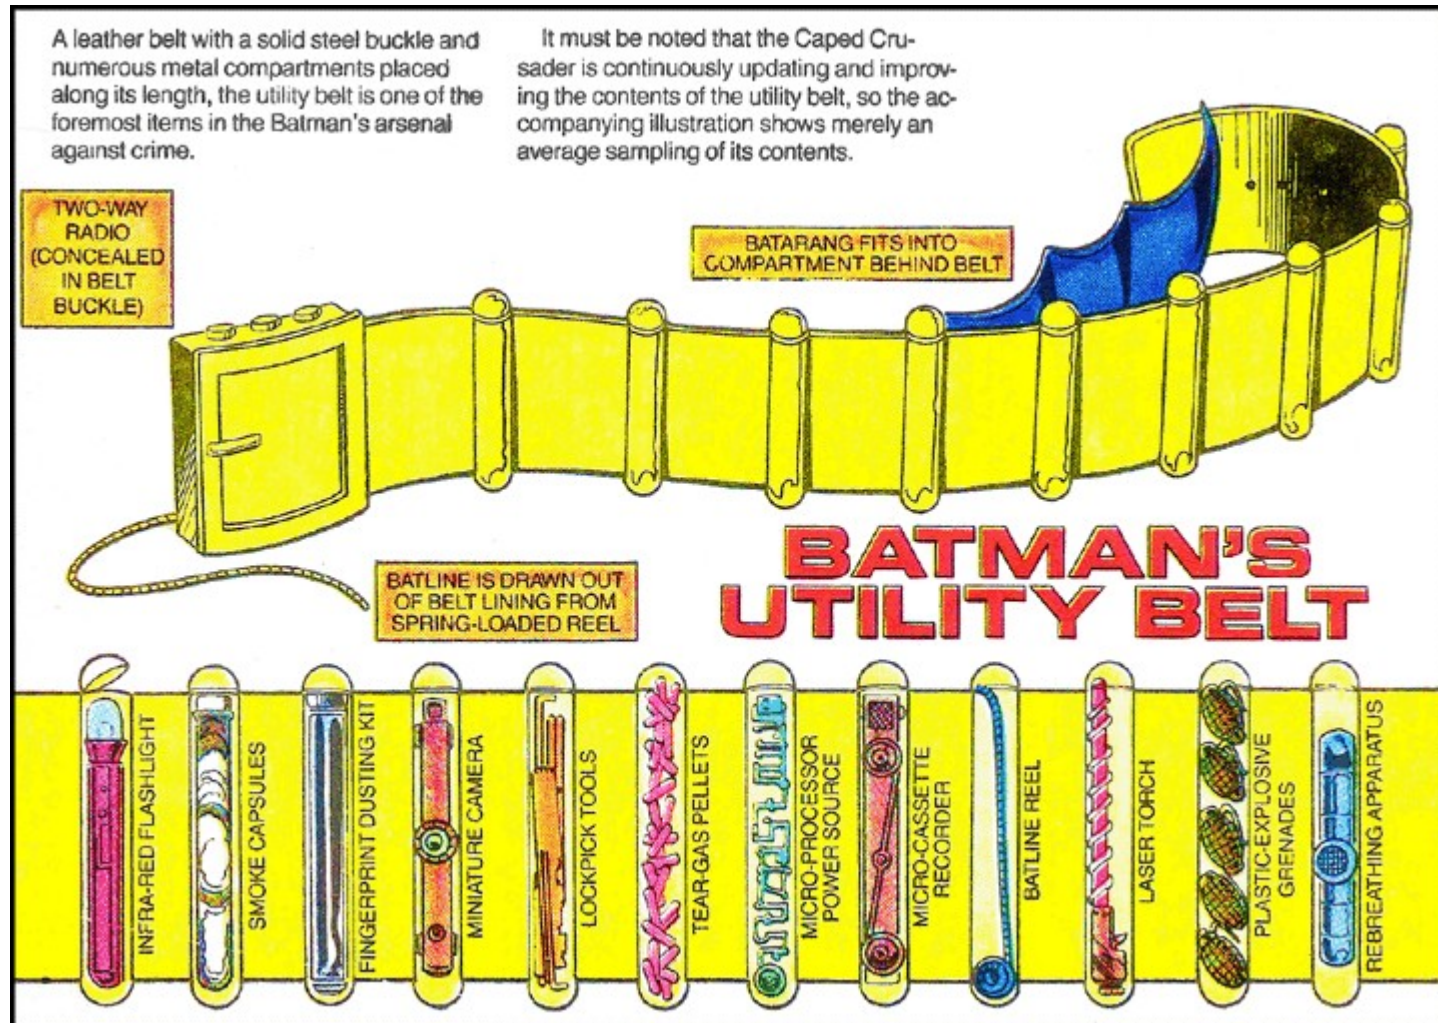 A leather belt with a solid steel buckle and
numerous metal compartments placed
along its length, the utility belt is one of the
foremost items in the Batman's arsenal
against crime.
It must be noted that the Caped Cru-
sader is continuously updating and improv-
ing the contents of the utility belt, so the ac-
companying illustration shows merely an
average sampling of its contents.
TWO-WAY
RADIO
(CONCEALED
IN BELT
BUCKLE)
BATARANG FITS INTO
COMPARTMENT BEHIND BELT
BATLINE IS DRAWN OUT
OF BELT LINING FROM
SPRING-LOADED REEL
BATMAN'S
UTILITY BELT
INFRA-RED FLASHLIGHT
SMOKE CAPSULES
FINGERPRINT DUSTING KIT
MINIATURE CAMERA
LOCKPICK TOOLS
TEAR-GAS PELLETS
MICRO-PROCESSOR
POWER SOURCE
MICRO-CASSETTE
RECORDER
BATLINE REEL
LASER TORCH
PLASTIC-EXPLOSIVE
GRENADES
REBREATHING APPARATUS